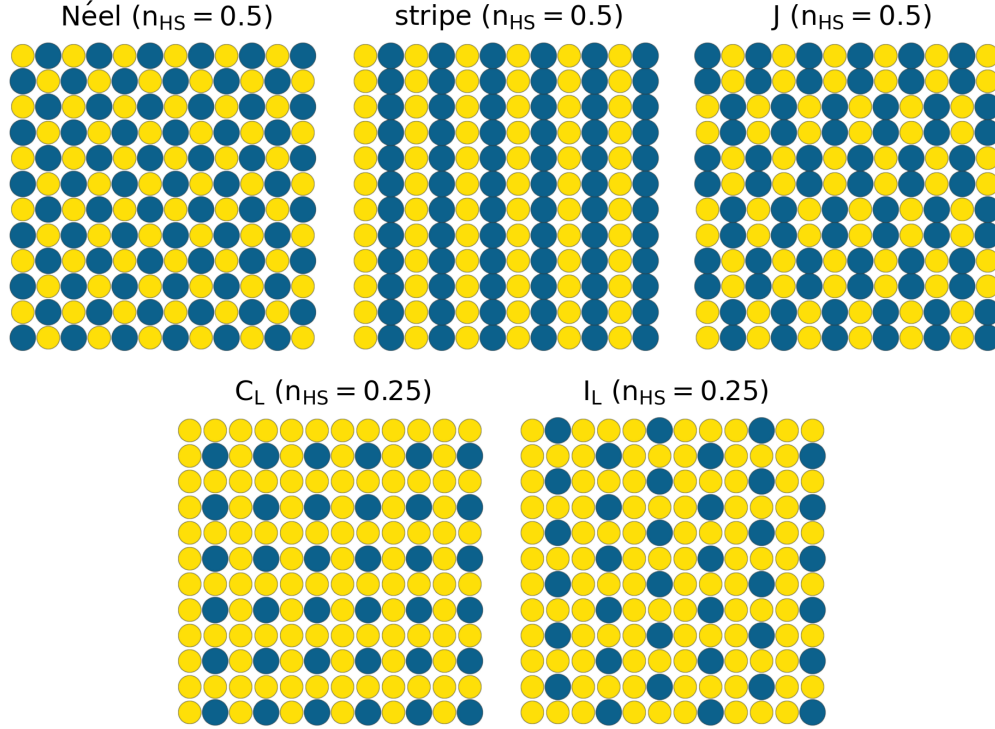 Néel (n_HS = 0.5)
stripe (n_HS = 0.5)
J (n_HS = 0.5)
C_L (n_HS = 0.25)
I_L (n_HS = 0.25)